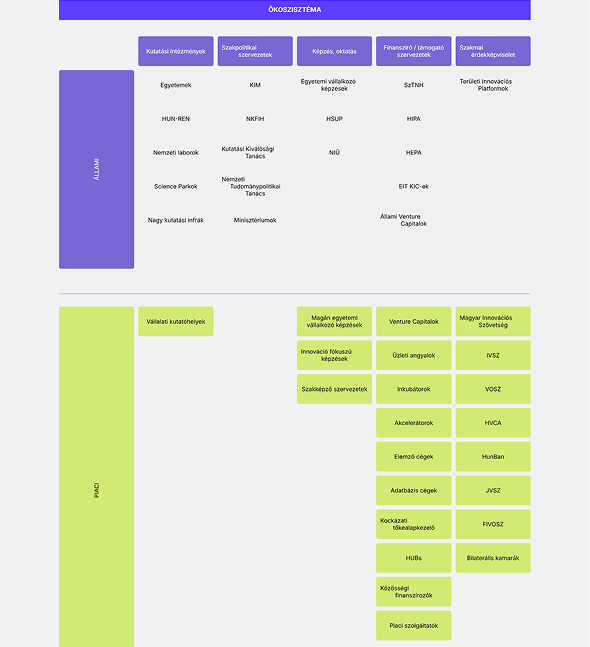 ÖKOSZISZTÉMA
Kutatási intézmények
Szakpolitikai
szervezetek
Képzés, oktatás
Finanszíró / támogató
szervezetek
Szakmai
érdekképviselet
ÁLLAMI
Egyetemek
KIM
Egyetemi vállalkozó
képzések
SzTNH
Területi Innovációs
Platformok
HUN-REN
NKFIH
HSUP
HIPA
Nemzeti laborok
Kutatási Kiválósági
Tanács
NIÜ
HEPA
Science Parkok
Nemzeti
Tudománypolitikai
Tanács
EIT KIC-ek
Nagy kutatási infrák
Minisztériumok
Állami Venture
Capitalok
PIACI
Vállalati kutatóhelyek
Magán egyetemi
vállalkozó képzések
Venture Capitalok
Magyar Innovációs
Szövetség
Innováció fókuszú
képzések
Üzleti angyalok
IVSZ
Szakképző szervezetek
Inkubátorok
VOSZ
Akcelerátorok
HVCA
Elemző cégek
HunBan
Adatbázis cégek
JVSZ
Kockázati
tőkealapkezelő
FIVOSZ
HUBs
Bilaterális kamarák
Közösségi
finanszírozók
Piaci szolgáltatók